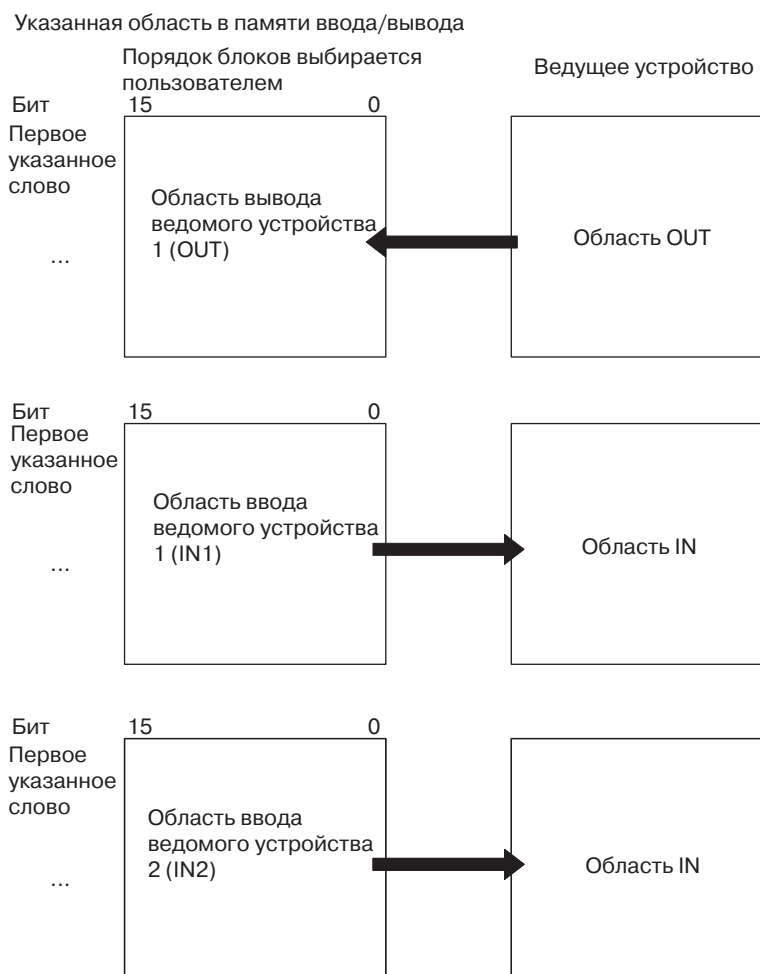 Указанная область в памяти ввода/вывода
Порядок блоков выбирается
пользователем
Ведущее устройство
Бит 15 0
Первое
указанное
слово
...
Область вывода
ведомого устройства
1 (OUT)
Область OUT
Бит 15 0
Первое
указанное
слово
...
Область ввода
ведомого устройства
1 (IN1)
Область IN
Бит 15 0
Первое
указанное
слово
...
Область ввода
ведомого устройства
2 (IN2)
Область IN